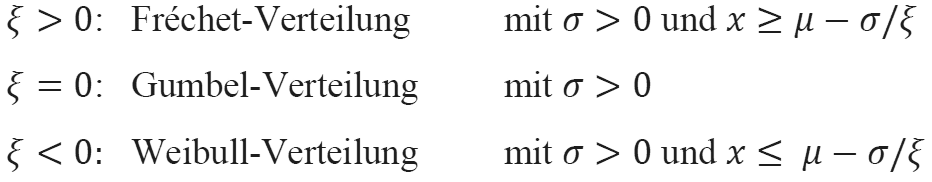 ξ > 0: Fréchet-Verteilung mit σ > 0 und x ≥ μ − σ/ξ
ξ = 0: Gumbel-Verteilung mit σ > 0
ξ < 0: Weibull-Verteilung mit σ > 0 und x ≤ μ − σ/ξ